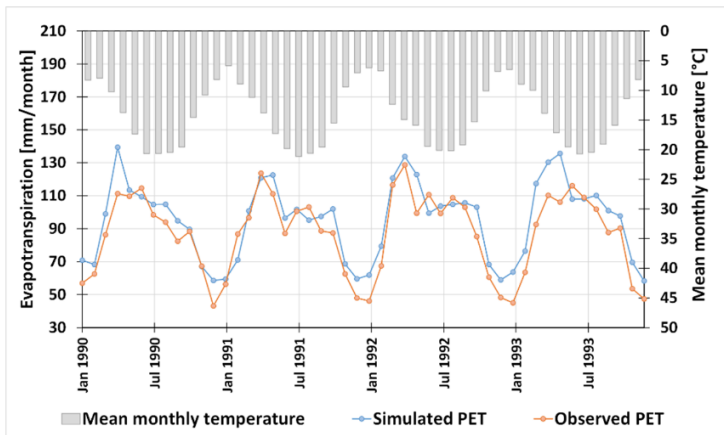 Evapotranspiration [mm/month]
210
190
170
150
130
110
90
70
50
30
0
5
10
15
20
25
30
35
40
45
50
Mean monthly temperature [°C]
Jan 1990
Jul 1990
Jan 1991
Jul 1991
Jan 1992
Jul 1992
Jan 1993
Jul 1993
Mean monthly temperature Simulated PET Observed PET